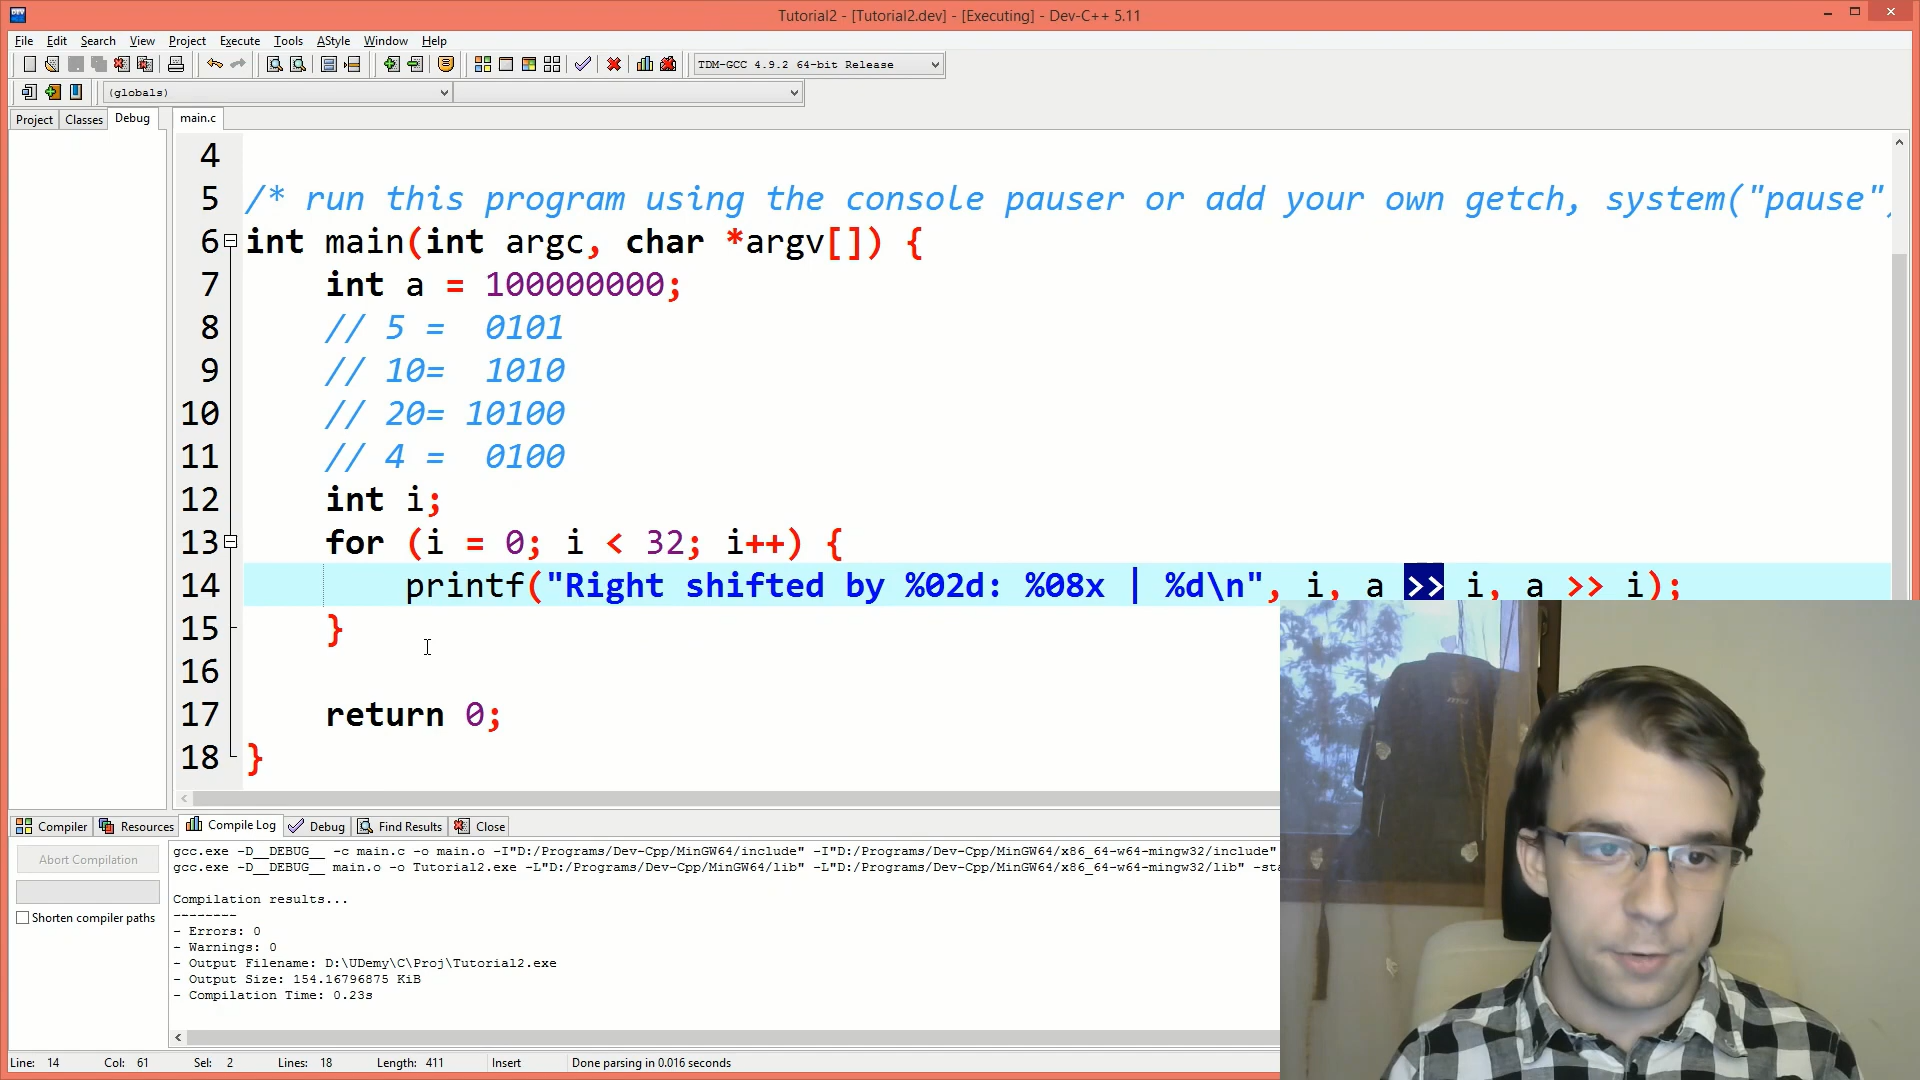 Tutorial2 - [Tutorial2.dev] - [Executing] - Dev-C++ 5.11
File Edit Search View Project Execute Tools AStyle Window Help
TDM-GCC 4.9.2 64-bit Release
(globals)
Project Classes Debug main.c
4
5 /* run this program using the console pauser or add your own getch, system("pause")
6 int main(int argc, char *argv[]) {
7 int a = 100000000;
8 // 5 = 0101
9 // 10= 1010
10 // 20= 10100
11 // 4 = 0100
12 int i;
13 for (i = 0; i < 32; i++) {
14 printf("Right shifted by %02d: %08x | %d\n", i, a >> i, a >> i);
15 }
16
17 return 0;
18 }
Compiler Resources Compile Log Debug Find Results Close
Abort Compilation
Shorten compiler paths
gcc.exe -D__DEBUG__ -c main.c -o main.o -I"D:/Programs/Dev-Cpp/MinGW64/include" -I"D:/Programs/Dev-Cpp/MinGW64/x86_64-w64-mingw32/include"
gcc.exe -D__DEBUG__ main.o -o Tutorial2.exe -L"D:/Programs/Dev-Cpp/MinGW64/lib" -L"D:/Programs/Dev-Cpp/MinGW64/x86_64-w64-mingw32/lib" -sta
Compilation results...
--------
- Errors: 0
- Warnings: 0
- Output Filename: D:\UDemy\C\Proj\Tutorial2.exe
- Output Size: 154.16796875 KiB
- Compilation Time: 0.23s
Line: 14 Col: 61 Sel: 2 Lines: 18 Length: 411 Insert Done parsing in 0.016 seconds